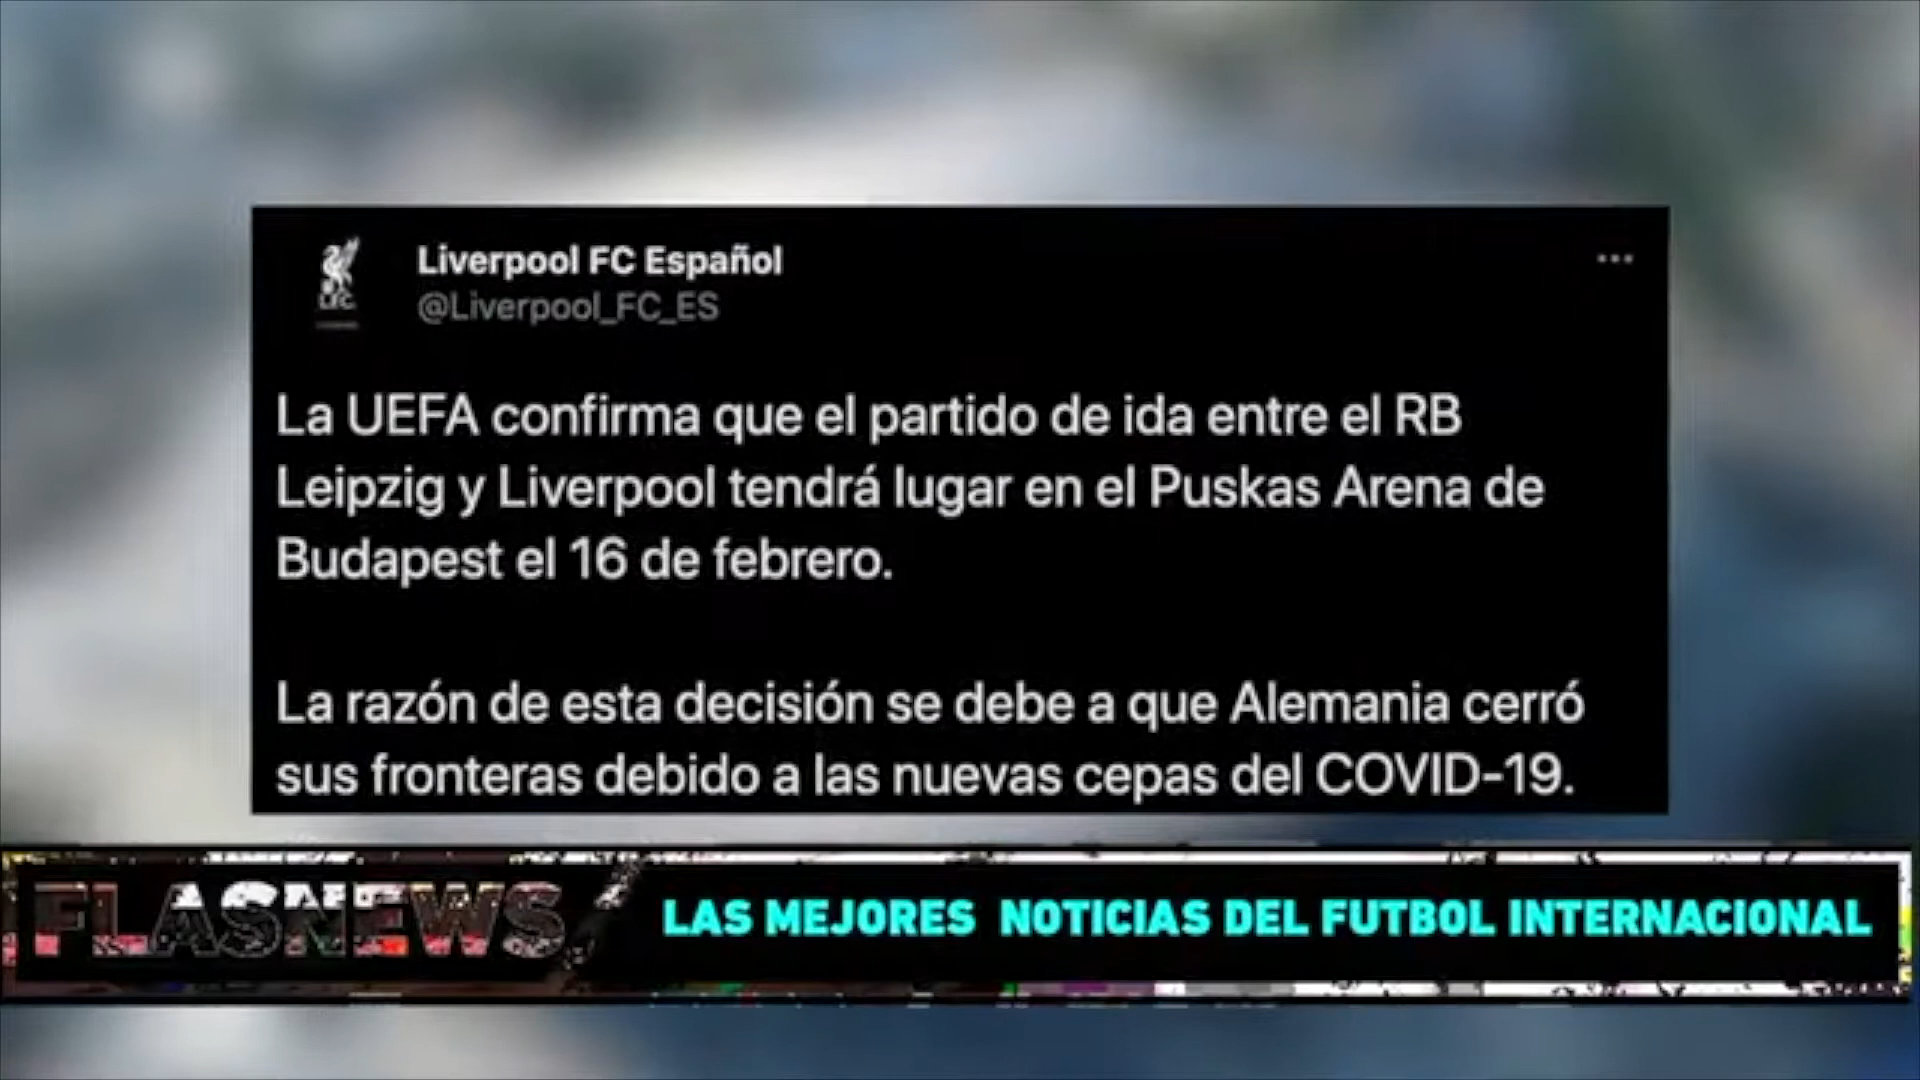 Liverpool FC Español
@Liverpool_FC_ES
L.F.C.
La UEFA confirma que el partido de ida entre el RB
Leipzig y Liverpool tendrá lugar en el Puskas Arena de
Budapest el 16 de febrero.
La razón de esta decisión se debe a que Alemania cerró
sus fronteras debido a las nuevas cepas del COVID-19.
FLASNEWS
LAS MEJORES NOTICIAS DEL FUTBOL INTERNACIONAL